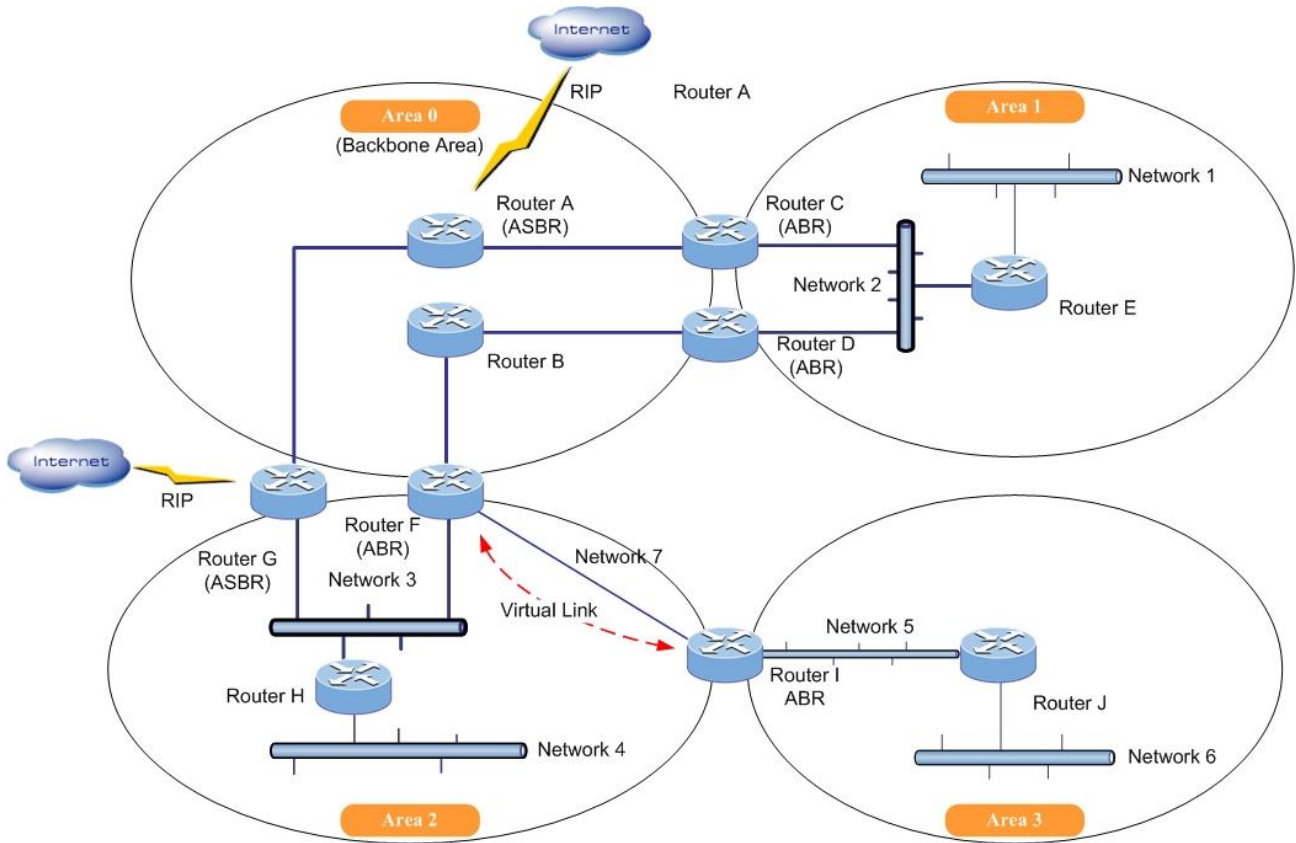 Internet
RIP
Router A
Area 0
(Backbone Area)
Area 1
Network 1
Router A
(ASBR)
Router C
(ABR)
Network 2
Router E
Router B
Router D
(ABR)
Internet
RIP
Router G
(ASBR)
Router F
(ABR)
Network 3
Network 7
Virtual Link
Network 5
Router I
ABR
Router H
Router J
Network 4
Network 6
Area 2
Area 3